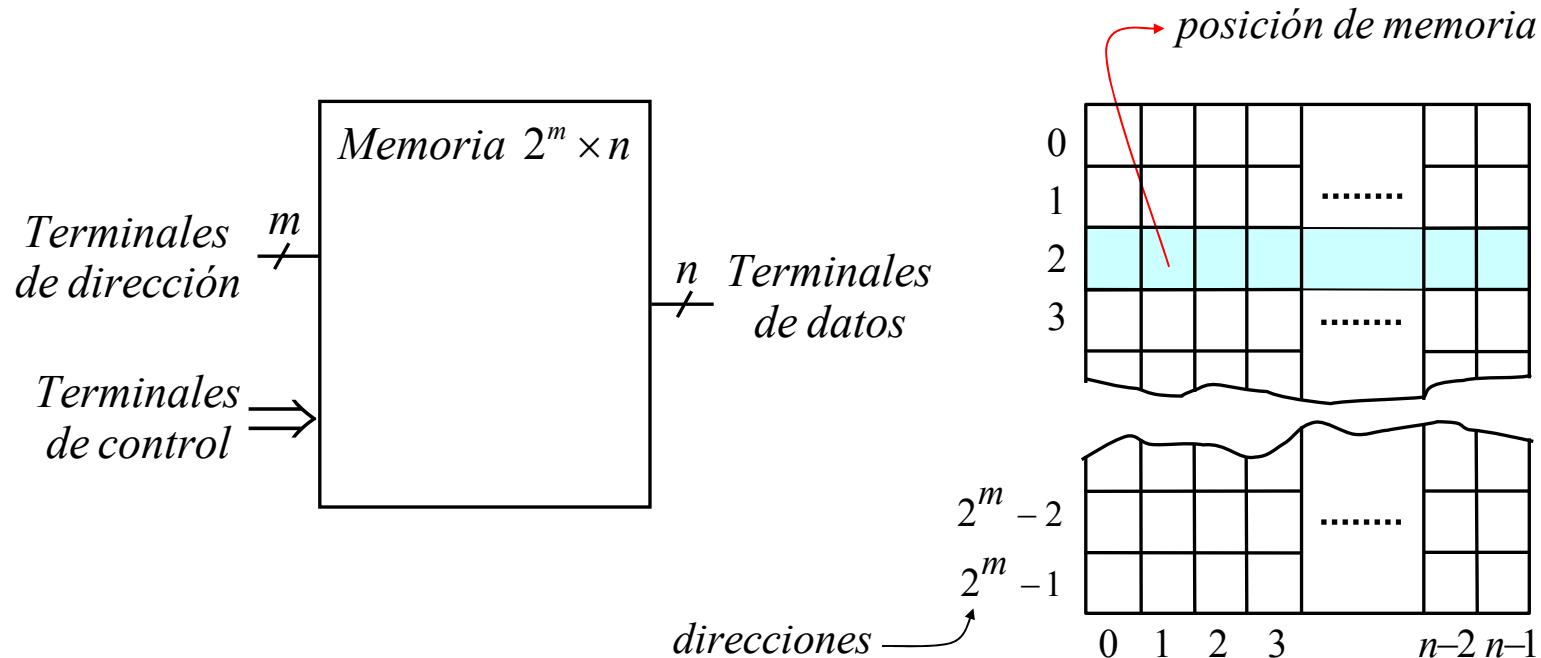 posición de memoria
Memoria 2^m × n
Terminales
de dirección
m
n
Terminales
de datos
Terminales
de control
0
1
........
2
3
........
2^m – 2
........
2^m – 1
direcciones
0 1 2 3 n–2 n–1